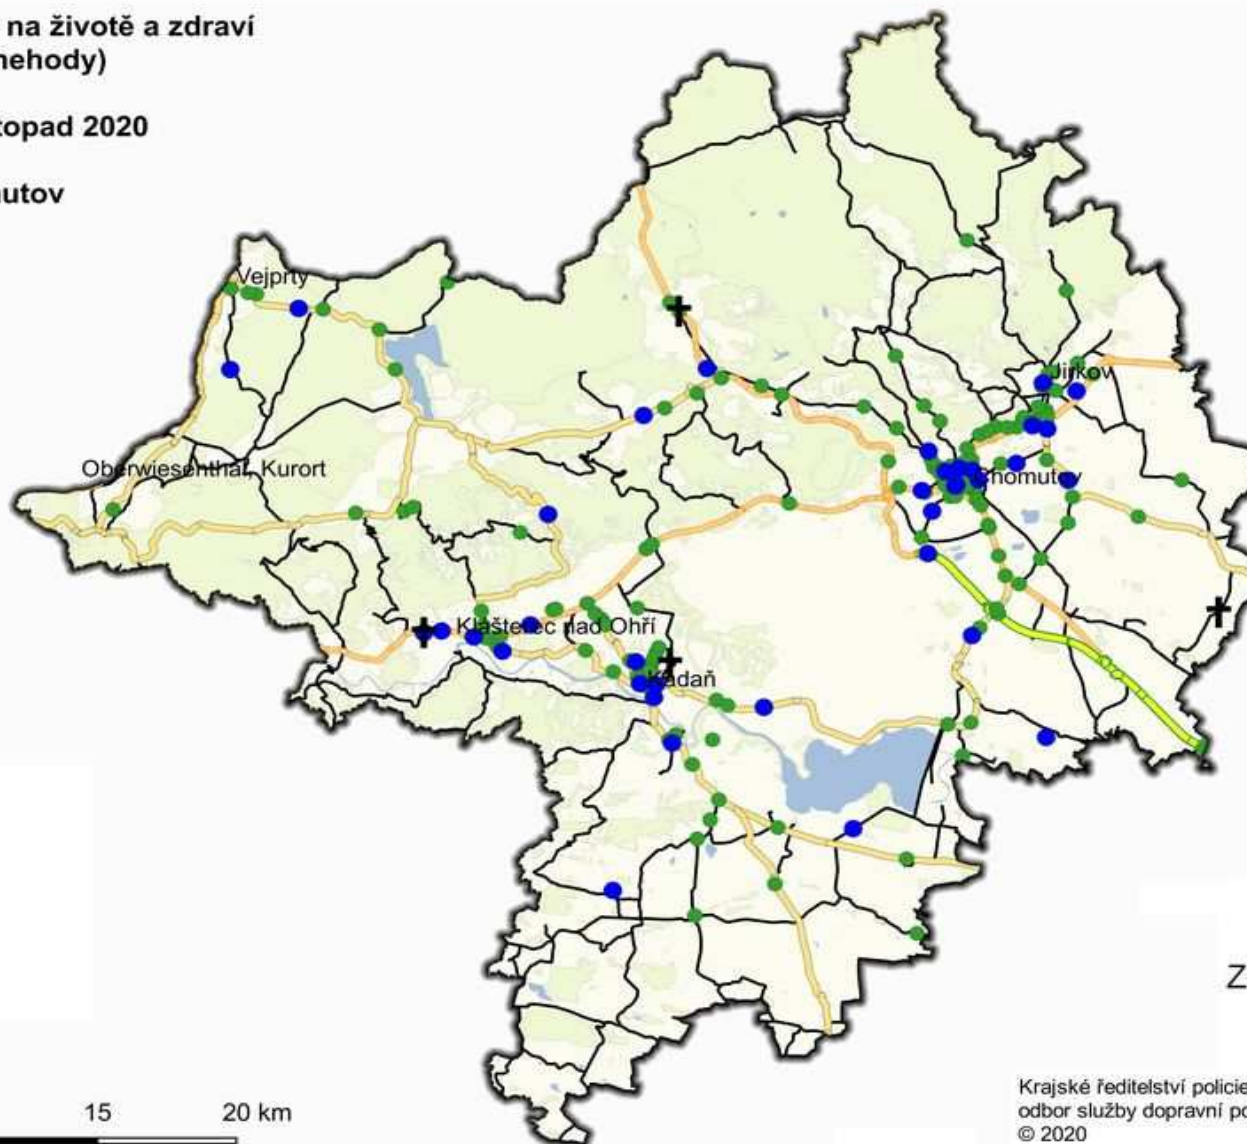 na životě a zdraví
nehody)
topad 2020
utov
Vejprty
Jirkov
Oberwiesenthal, Kurort
Chomutov
Klášterec nad Ohří
Kadaň
Z
15 20 km
Krajské ředitelství policie
odbor služby dopravní po
© 2020